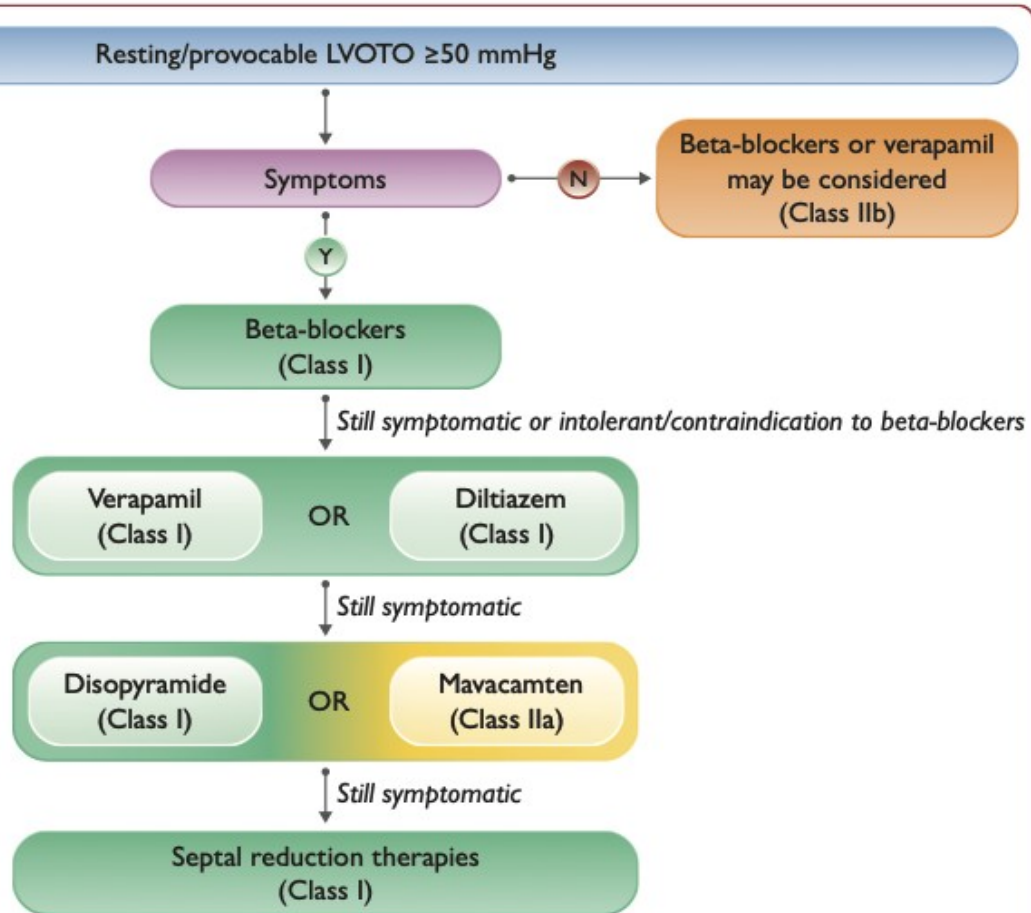 Resting/provocable LVOTO ≥50 mmHg
Symptoms
N
Beta-blockers or verapamil
may be considered
(Class IIb)
Y
Beta-blockers
(Class I)
Still symptomatic or intolerant/contraindication to beta-blockers
Verapamil
(Class I)
OR
Diltiazem
(Class I)
Still symptomatic
Disopyramide
(Class I)
OR
Mavacamten
(Class IIa)
Still symptomatic
Septal reduction therapies
(Class I)